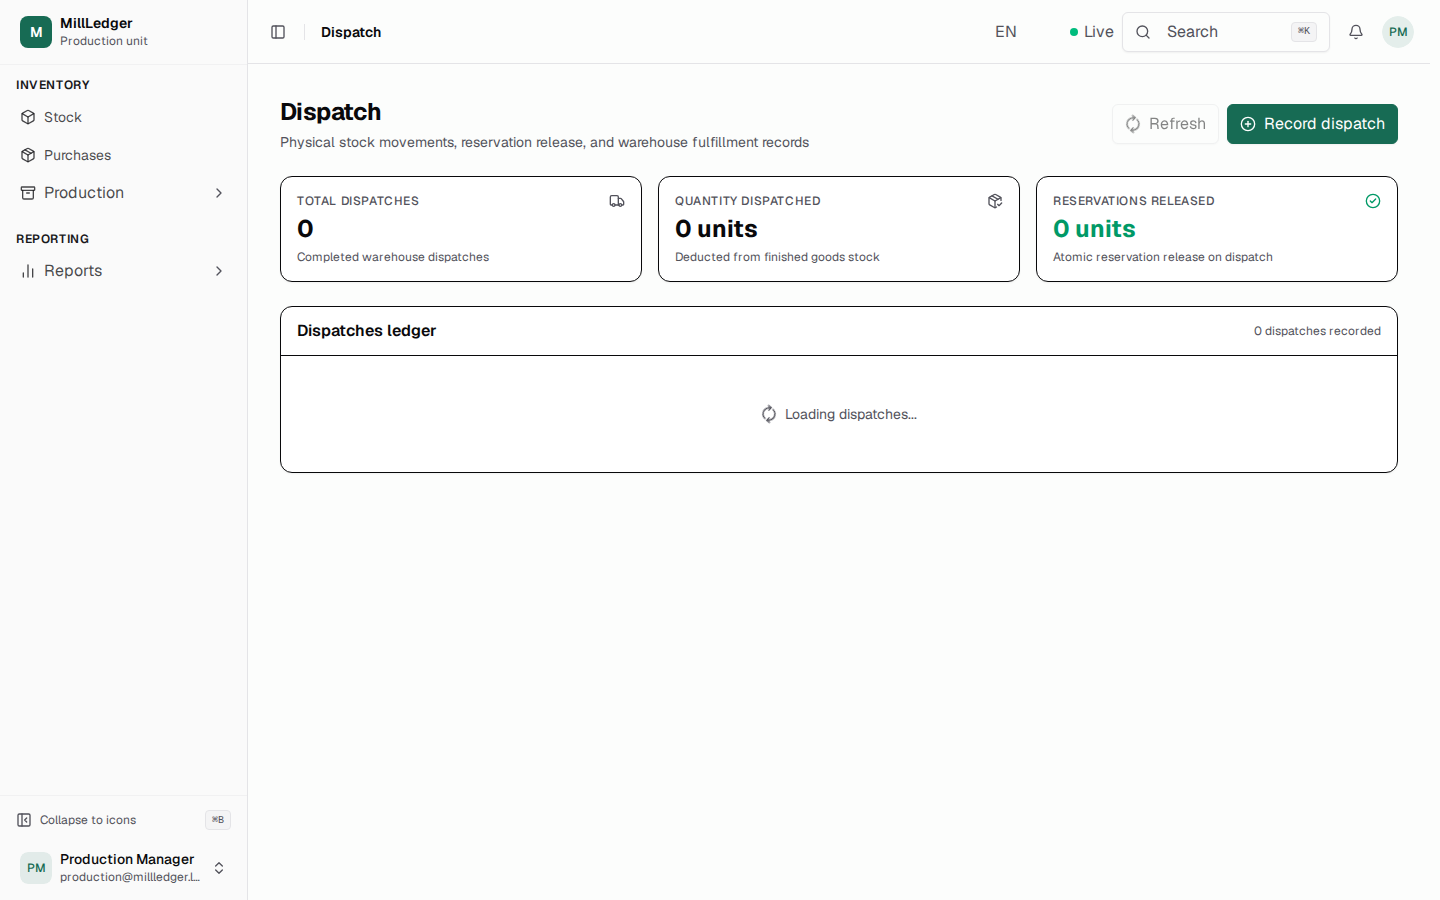 M
MillLedger
Production unit
INVENTORY
Stock
Purchases
Production
REPORTING
Reports
Collapse to icons
⌘B
PM
Production Manager
production@millledger.l...
Dispatch
EN
Live
Search
⌘K
PM
Dispatch
Physical stock movements, reservation release, and warehouse fulfillment records
Refresh
Record dispatch
TOTAL DISPATCHES
0
Completed warehouse dispatches
QUANTITY DISPATCHED
0 units
Deducted from finished goods stock
RESERVATIONS RELEASED
0 units
Atomic reservation release on dispatch
Dispatches ledger
0 dispatches recorded
Loading dispatches...